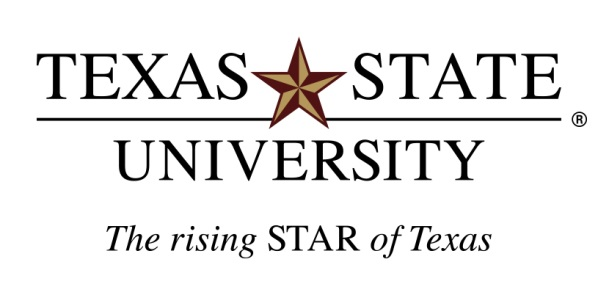 TEXAS STATE
®
UNIVERSITY
The rising STAR of Texas